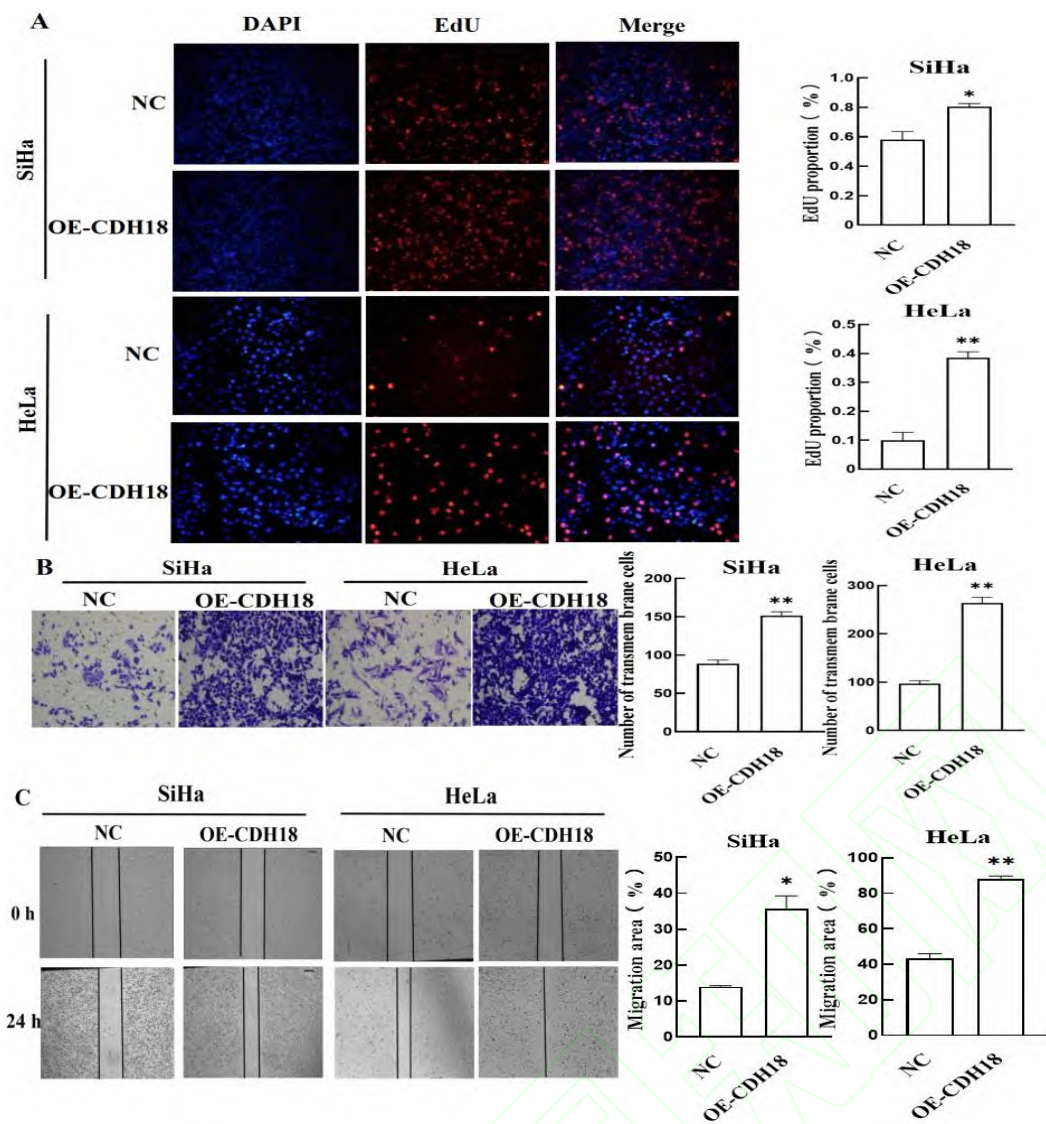 A
DAPI EdU Merge
SiHa
NC
OE-CDH18
HeLa
NC
OE-CDH18
SiHa
EdU proportion ( %)
1.0
0.8
0.6
0.4
0.2
0
*
NC
OE-CDH18
HeLa
EdU proportion ( %)
0.5
0.4
0.3
0.2
0.1
0
**
NC
OE-CDH18
B
SiHa HeLa
NC OE-CDH18 NC OE-CDH18
SiHa
Number of transmem brane cells
200
150
100
50
0
**
NC
OE-CDH18
HeLa
Number of transmem brane cells
300
200
100
0
**
NC
OE-CDH18
C
SiHa HeLa
NC OE-CDH18 NC OE-CDH18
0 h
24 h
SiHa
Migration area ( %)
50
40
30
20
10
0
*
NC
OE-CDH18
HeLa
Migration area ( %)
100
80
60
40
20
0
**
NC
OE-CDH18